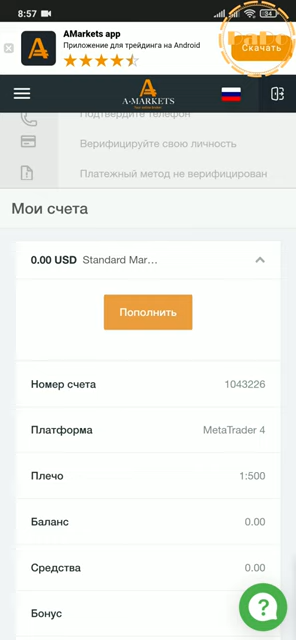 8:57
34
AMarkets app
Приложение для трейдинга на Android
Скачать
A-MARKETS
Подтвердите телефон
Верифицируйте свою личность
Платежный метод не верифицирован
Мои счета
0.00 USD Standard Mar...
Пополнить
Номер счета 1043226
Платформа MetaTrader 4
Плечо 1:500
Баланс 0.00
Средства 0.00
Бонус
?